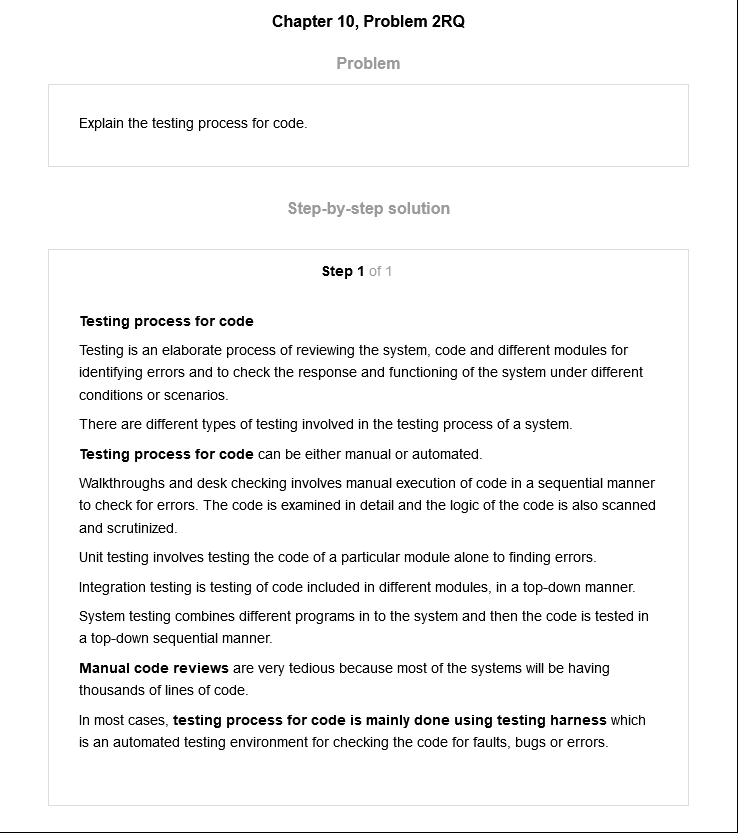 Chapter 10, Problem 2RQ
Problem
Explain the testing process for code.
Step-by-step solution
Step 1 of 1
Testing process for code
Testing is an elaborate process of reviewing the system, code and different modules for
identifying errors and to check the response and functioning of the system under different
conditions or scenarios.
There are different types of testing involved in the testing process of a system.
Testing process for code can be either manual or automated.
Walkthroughs and desk checking involves manual execution of code in a sequential manner
to check for errors. The code is examined in detail and the logic of the code is also scanned
and scrutinized.
Unit testing involves testing the code of a particular module alone to finding errors.
Integration testing is testing of code included in different modules, in a top-down manner.
System testing combines different programs in to the system and then the code is tested in
a top-down sequential manner.
Manual code reviews are very tedious because most of the systems will be having
thousands of lines of code.
In most cases, testing process for code is mainly done using testing harness which
is an automated testing environment for checking the code for faults, bugs or errors.